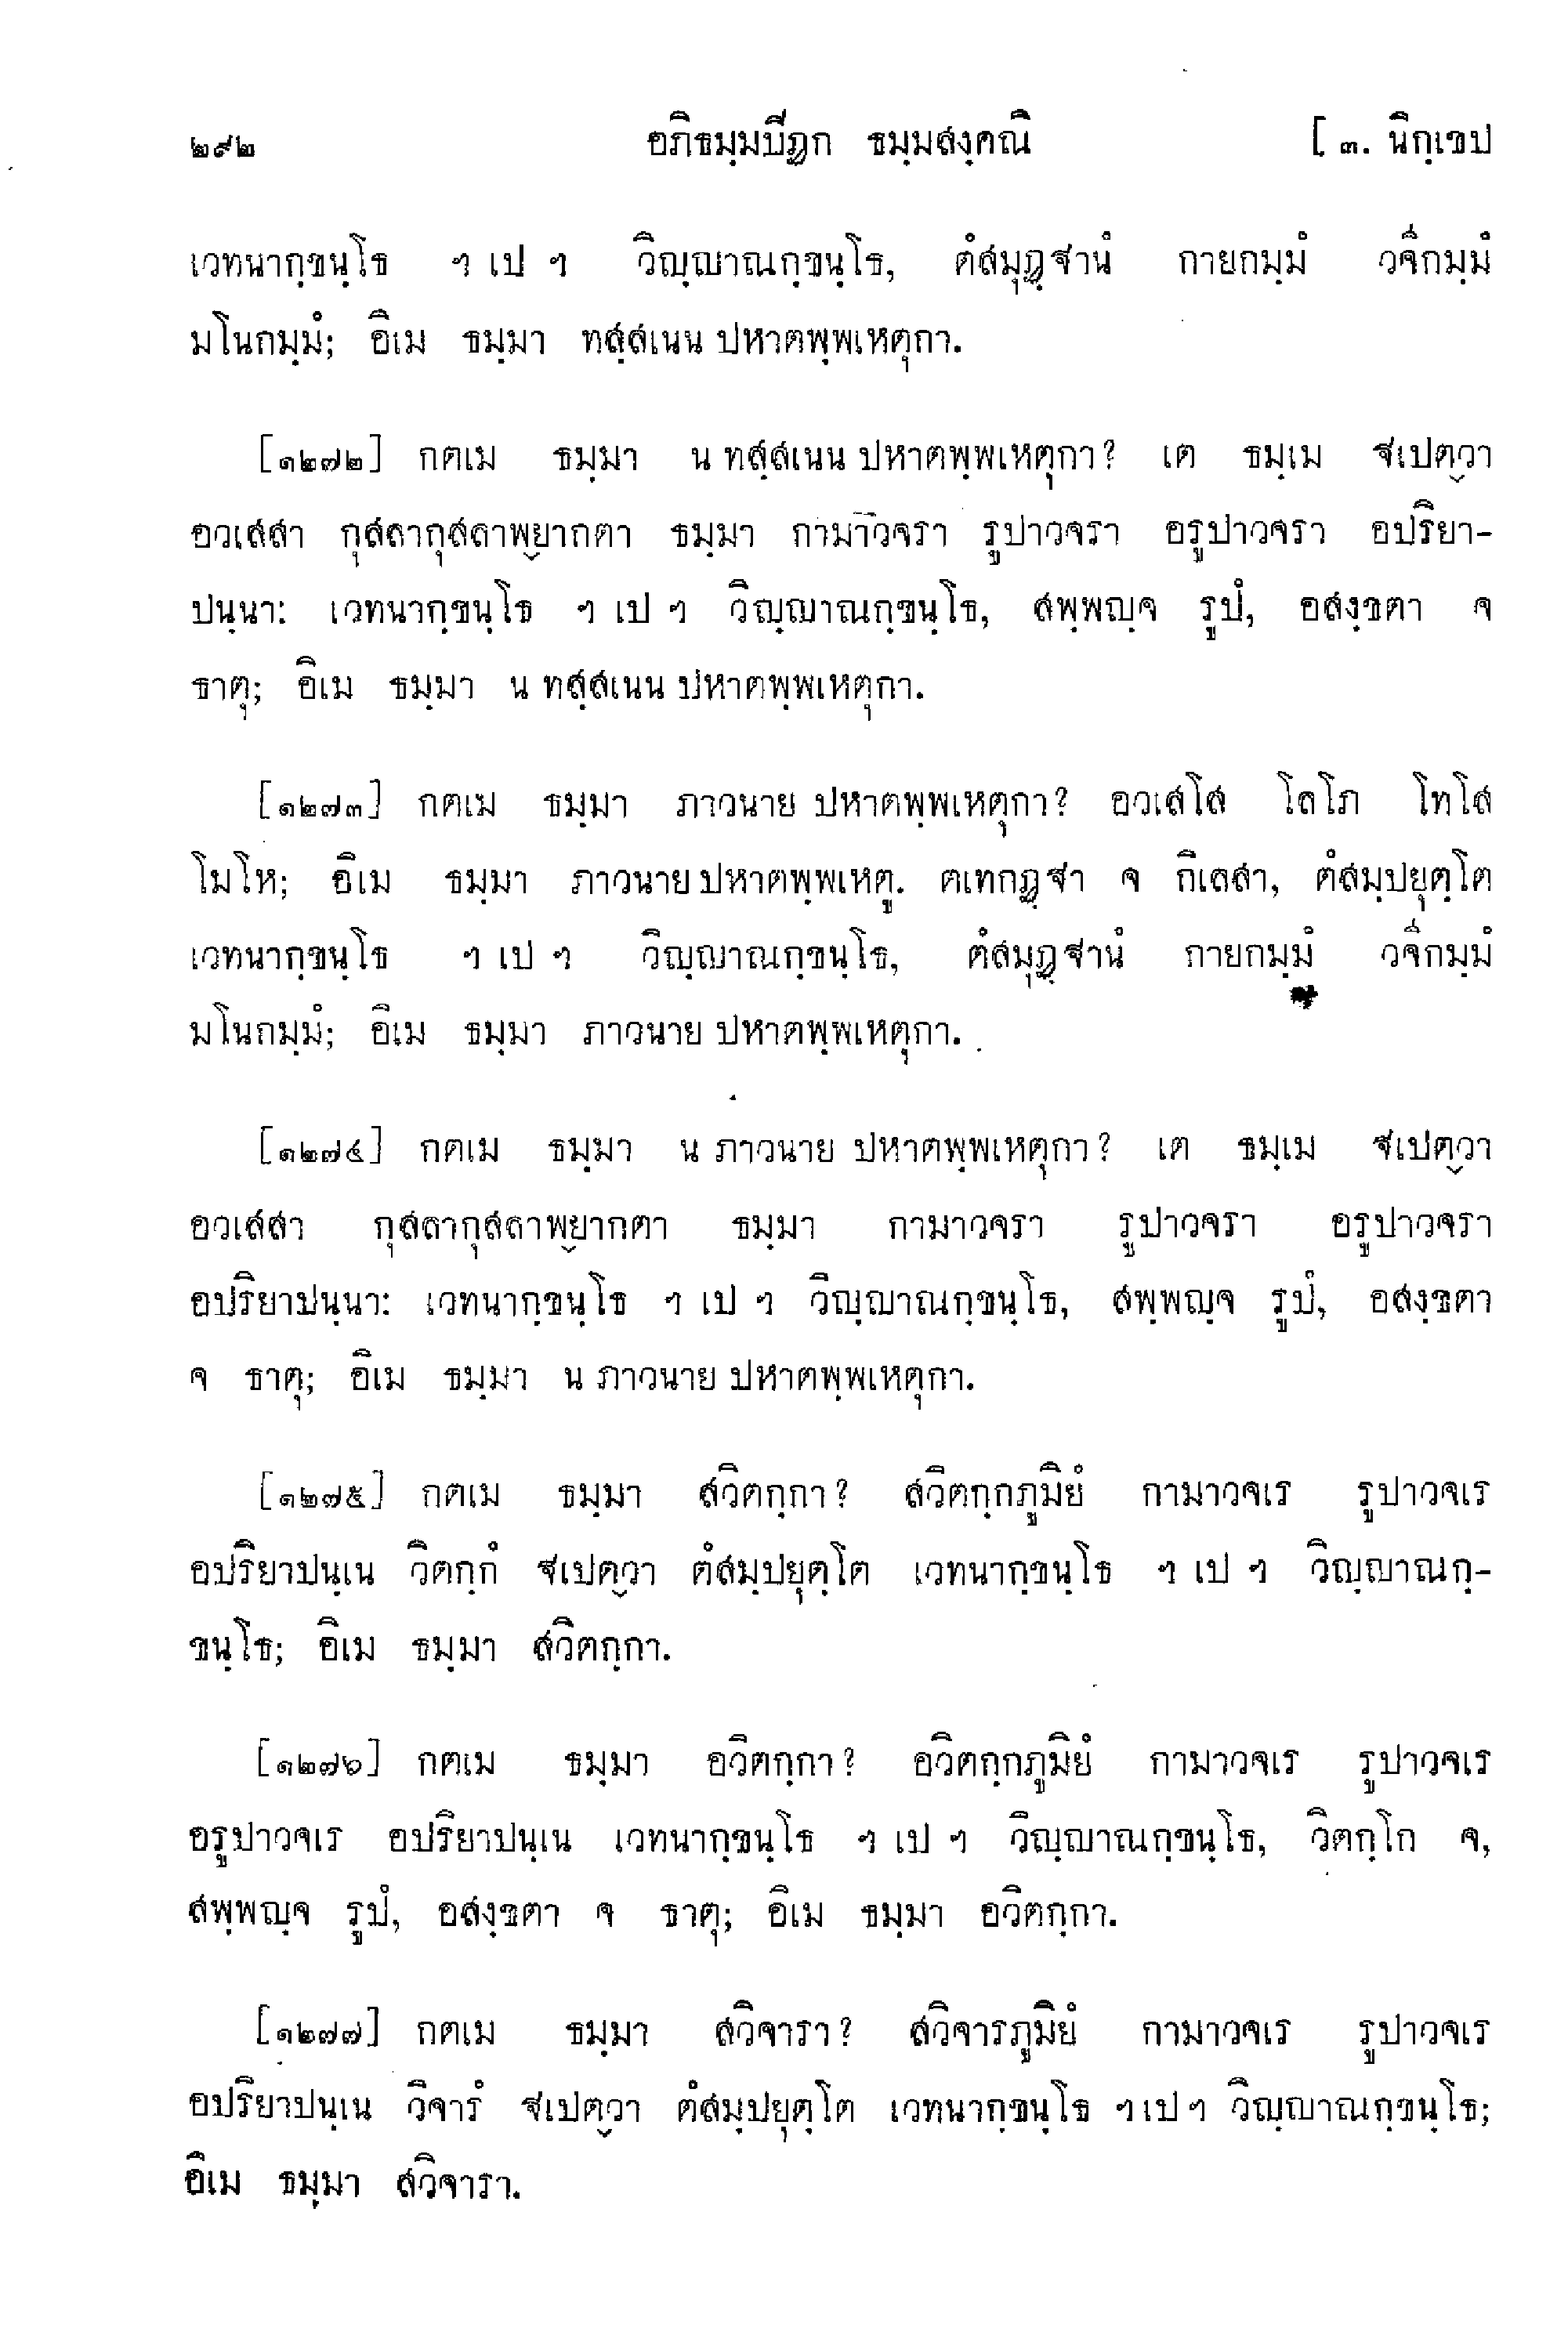 ๒๙๒ อภิธมฺมปีฏก ธมฺมสงฺคณิ [ ๓. นิกฺเขป
เวทนากฺขนฺโธ ฯ เป ฯ วิญฺญาณกฺขนฺโธ, ตํสมุฏฺฐานํ กายกมฺมํ วจีกมฺมํ
มโนกมฺมํ; อิเม ธมฺมา ทสฺสเนน ปหาตพฺพเหตุกา.
[๑๒๗๒] กตเม ธมฺมา น ทสฺสเนน ปหาตพฺพเหตุกา? เต ธมฺเม ฐเปตฺวา
อวเสสา กุสลากุสลาพฺยากตา ธมฺมา กามาวจรา รูปาวจรา อรูปาวจรา อปริยา-
ปนฺนา: เวทนากฺขนฺโธ ฯ เป ฯ วิญฺญาณกฺขนฺโธ, สพฺพญฺจ รูปํ, อสงฺขตา จ
ธาตุ; อิเม ธมฺมา น ทสฺสเนน ปหาตพฺพเหตุกา.
[๑๒๗๓] กตเม ธมฺมา ภาวนาย ปหาตพฺพเหตุกา? อวเสโส โลโภ โทโส
โมโห; อิเม ธมฺมา ภาวนาย ปหาตพฺพเหตู. ตเทกฏฺฐา จ กิเลสา, ตํสมฺปยุตฺโต
เวทนากฺขนฺโธ ฯ เป ฯ วิญฺญาณกฺขนฺโธ, ตํสมุฏฺฐานํ กายกมฺมํ วจีกมฺมํ
มโนกมฺมํ; อิเม ธมฺมา ภาวนาย ปหาตพฺพเหตุกา.
[๑๒๗๔] กตเม ธมฺมา น ภาวนาย ปหาตพฺพเหตุกา? เต ธมฺเม ฐเปตฺวา
อวเสสา กุสลากุสลาพฺยากตา ธมฺมา กามาวจรา รูปาวจรา อรูปาวจรา
อปริยาปนฺนา: เวทนากฺขนฺโธ ฯ เป ฯ วิญฺญาณกฺขนฺโธ, สพฺพญฺจ รูปํ, อสงฺขตา
จ ธาตุ; อิเม ธมฺมา น ภาวนาย ปหาตพฺพเหตุกา.
[๑๒๗๕] กตเม ธมฺมา สวิตกฺกา? สวิตกฺกภูมิยํ กามาวจเร รูปาวจเร
อปริยาปนฺเน วิตกฺกํ ฐเปตฺวา ตํสมฺปยุตฺโต เวทนากฺขนฺโธ ฯ เป ฯ วิญฺญาณกฺ-
ขนฺโธ; อิเม ธมฺมา สวิตกฺกา.
[๑๒๗๖] กตเม ธมฺมา อวิตกฺกา? อวิตกฺกภูมิยํ กามาวจเร รูปาวจเร
อรูปาวจเร อปริยาปนฺเน เวทนากฺขนฺโธ ฯ เป ฯ วิญฺญาณกฺขนฺโธ, วิตกฺโก จ,
สพฺพญฺจ รูปํ, อสงฺขตา จ ธาตุ; อิเม ธมฺมา อวิตกฺกา.
[๑๒๗๗] กตเม ธมฺมา สวิจารา? สวิจารภูมิยํ กามาวจเร รูปาวจเร
อปริยาปนฺเน วิจารํ ฐเปตฺวา ตํสมฺปยุตฺโต เวทนากฺขนฺโธ ฯ เป ฯ วิญฺญาณกฺขนฺโธ;
อิเม ธมฺมา สวิจารา.